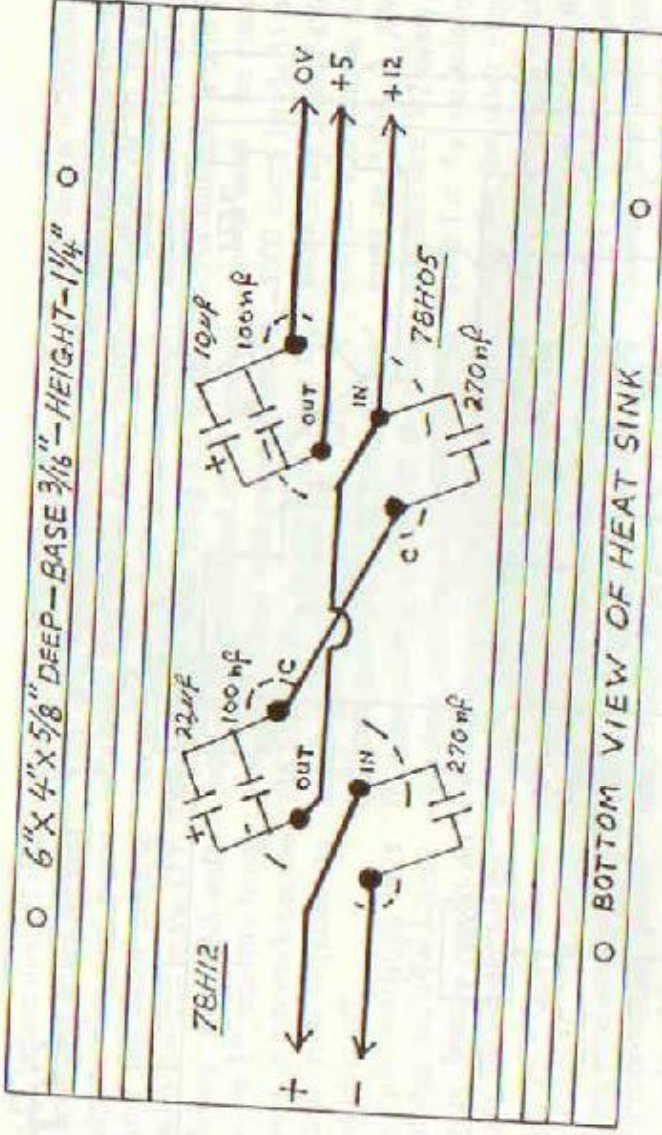 6" X 4" X 5/8" DEEP-BASE 3/16"-HEIGHT-1 1/4"
78H12
22µf
100nf
+
OUT
C
IN
270nf
+
-
10µf
100nf
+
OUT
IN
C
78H05
270nf
0V
+5
+12
BOTTOM VIEW OF HEAT SINK